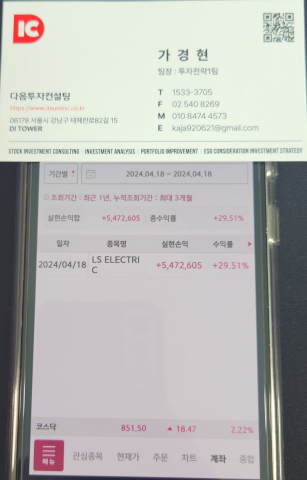 IC
가 경 현
팀장 : 투자전략1팀
다음투자컨설팅
06178 서울시 강남구 테헤란로82길 15
DI TOWER
T 1533-3705
F 02 540 8269
M 010 8474 4473
E kaja920621@gmail.com
STOCK INVESTMENT CONSULTING | INVESTMENT ANALYSIS | PORTFOLIO IMPROVEMENT | ESG CONSIDERATION INVESTMENT STRATEGY
기간별 2024.04.18 ~ 2024.04.18
조회기간 : 최근 1년, 누적조회기간 : 최대 3개월
실현손익합 +5,472,605 총수익률 +29.51%
일자 종목명 실현손익 수익률
2024/04/18 LS ELECTRIC +5,472,605 +29.51%
코스닥 851.50 ▲ 18.47 2.22%
메뉴 관심종목 현재가 주문 차트 계좌 종합